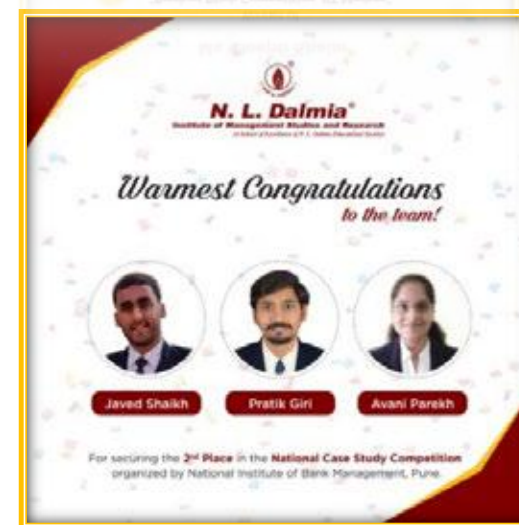 N. L. Dalmia®
Institute of Management Studies and Research
Warmest Congratulations
to the team!
Javed Shaikh
Pratik Giri
Avani Parekh
For securing the 2nd Place in the National Case Study Competition
organized by National Institute of Bank Management, Pune.